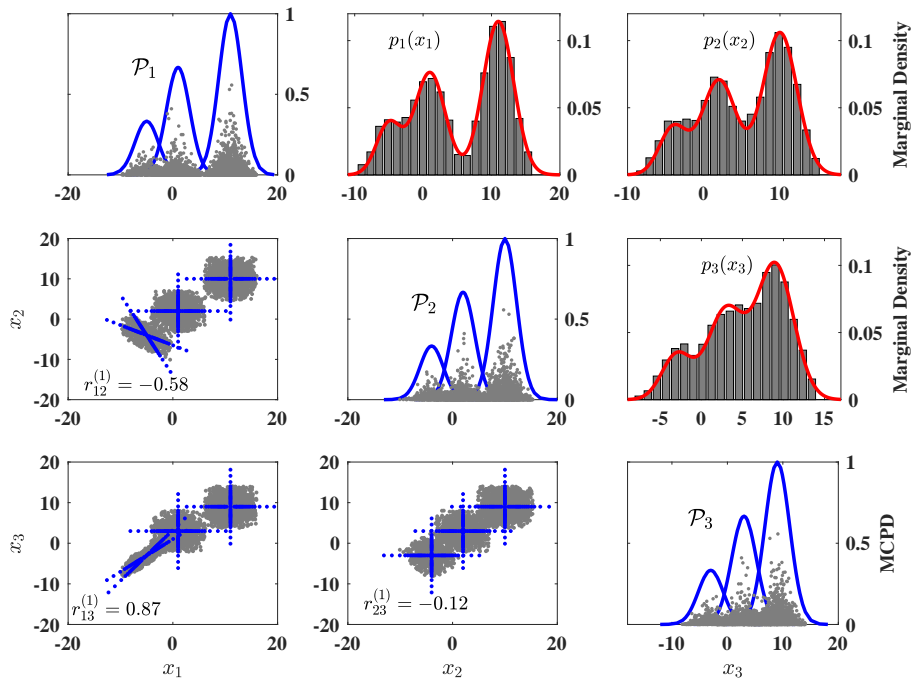 𝒫₁
1
0.5
0
-20 0 20
p₁(x₁)
0.1
0.05
0
-10 0 10 20
p₂(x₂)
0.1
0.05
0
-10 0 10
Marginal Density
x₂
20
10
0
-10
-20
r₁₂⁽¹⁾ = −0.58
-20 0 20
𝒫₂
1
0.5
0
-20 0 20
p₃(x₃)
0.1
0.05
0
-5 0 5 10 15
Marginal Density
x₃
20
10
0
-10
-20
r₁₃⁽¹⁾ = 0.87
-20 0 20
x₁
20
10
0
-10
-20
r₂₃⁽¹⁾ = −0.12
-20 0 20
x₂
𝒫₃
1
0.5
0
-20 -10 0 10 20
x₃
MCPD